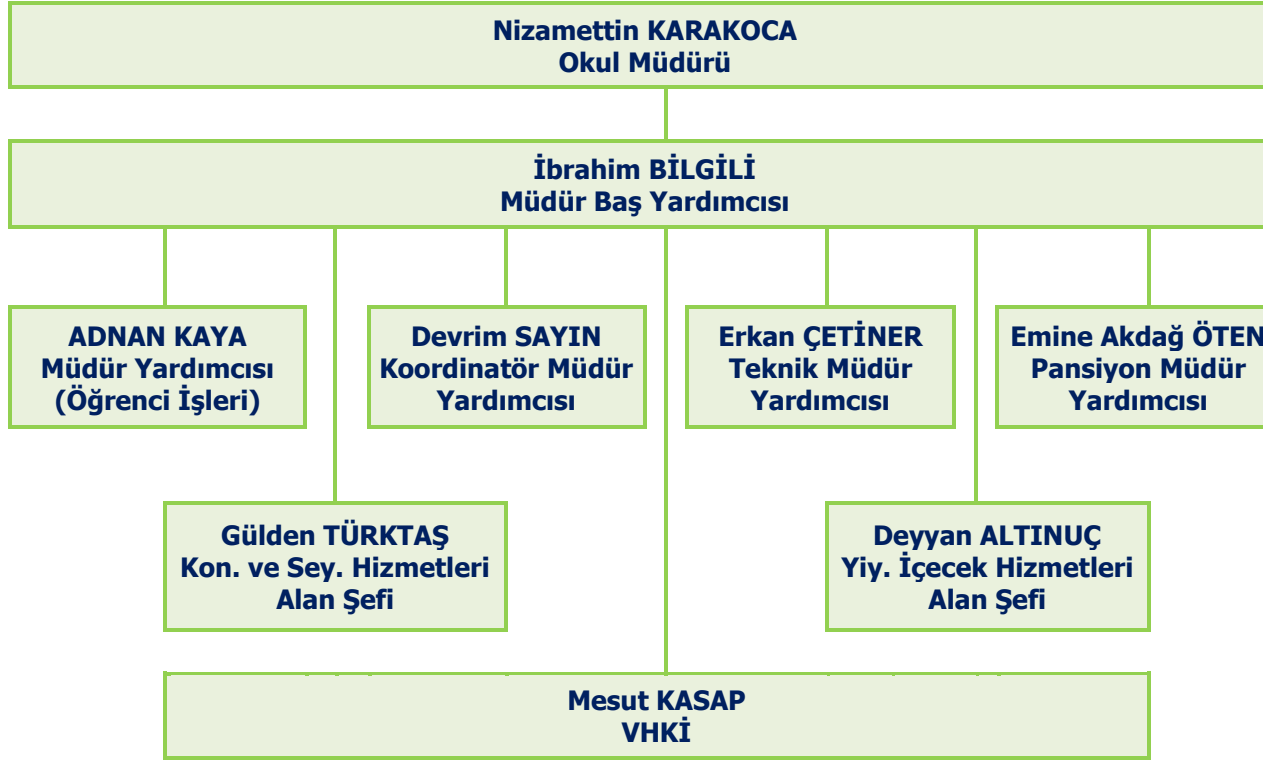 Nizamettin KARAKOCA
Okul Müdürü
İbrahim BİLGİLİ
Müdür Baş Yardımcısı
ADNAN KAYA
Müdür Yardımcısı
(Öğrenci İşleri)
Devrim SAYIN
Koordinatör Müdür
Yardımcısı
Erkan ÇETİNER
Teknik Müdür
Yardımcısı
Emine Akdağ ÖTEN
Pansiyon Müdür
Yardımcısı
Gülden TÜRKTAŞ
Kon. ve Sey. Hizmetleri
Alan Şefi
Deyyan ALTINUÇ
Yiy. İçecek Hizmetleri
Alan Şefi
Mesut KASAP
VHKİ